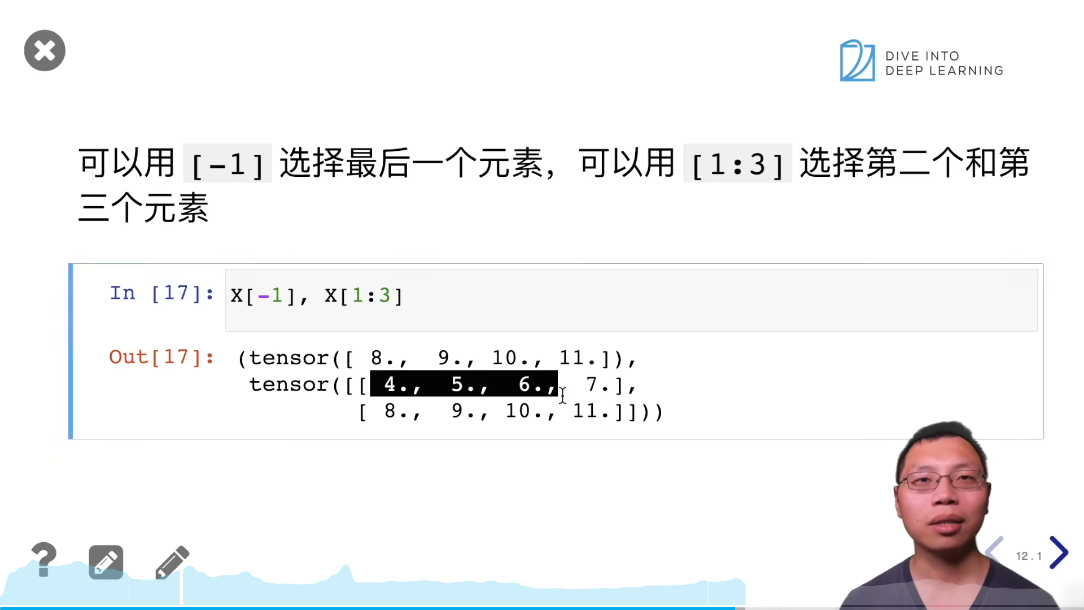 DIVE INTO
DEEP LEARNING
可以用 [-1] 选择最后一个元素，可以用 [1:3] 选择第二个和第
三个元素
In [17]: X[-1], X[1:3]
Out[17]: (tensor([ 8.,  9., 10., 11.]),
tensor([[ 4.,  5.,  6.,  7.],
[ 8.,  9., 10., 11.]]))
?
12.1